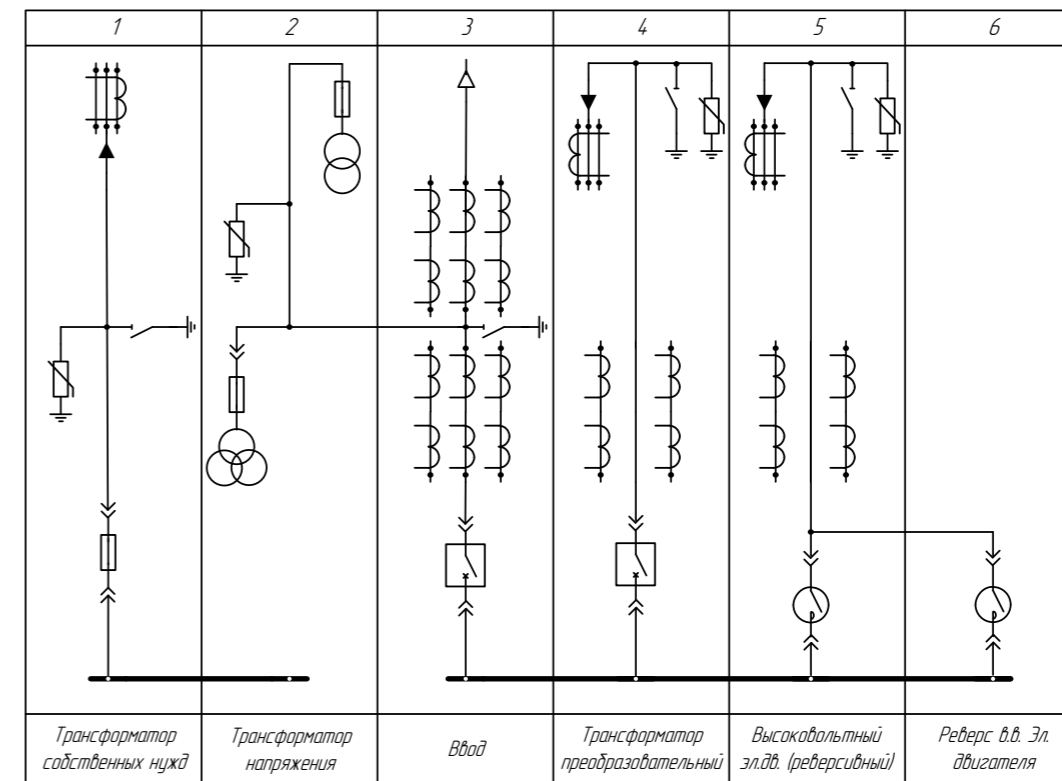 1
2
3
4
5
6
Трансформатор
собственных нужд
Трансформатор
напряжения
Ввод
Трансформатор
преобразовательный
Высоковольтный
эл.дв. (реверсивный)
Реверс в.в. Эл.
двигателя